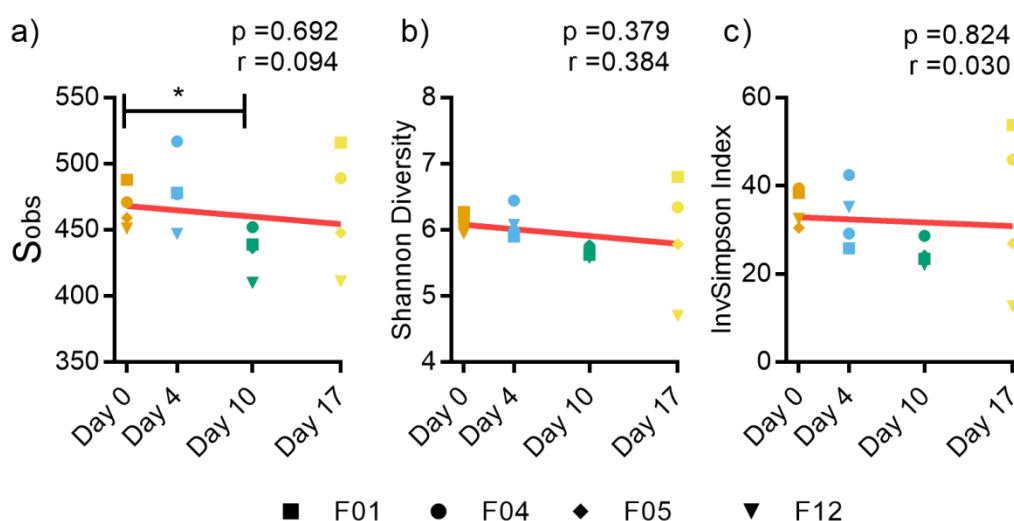 a)
p =0.692
r =0.094
*
550
500
450
400
350
Sobs
Day 0
Day 4
Day 10
Day 17
b)
p =0.379
r =0.384
8
7
6
5
4
Shannon Diversity
Day 0
Day 4
Day 10
Day 17
c)
p =0.824
r =0.030
60
40
20
0
InvSimpson Index
Day 0
Day 4
Day 10
Day 17
F01 F04 F05 F12